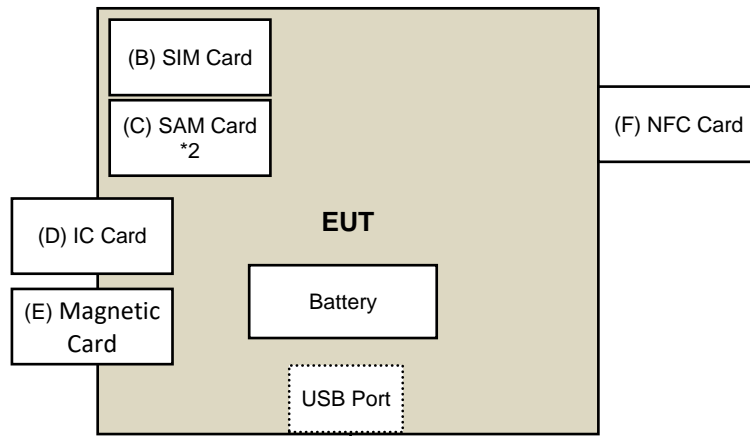 (B) SIM Card
(C) SAM Card
*2
(F) NFC Card
(D) IC Card
EUT
(E) Magnetic
Card
Battery
USB Port